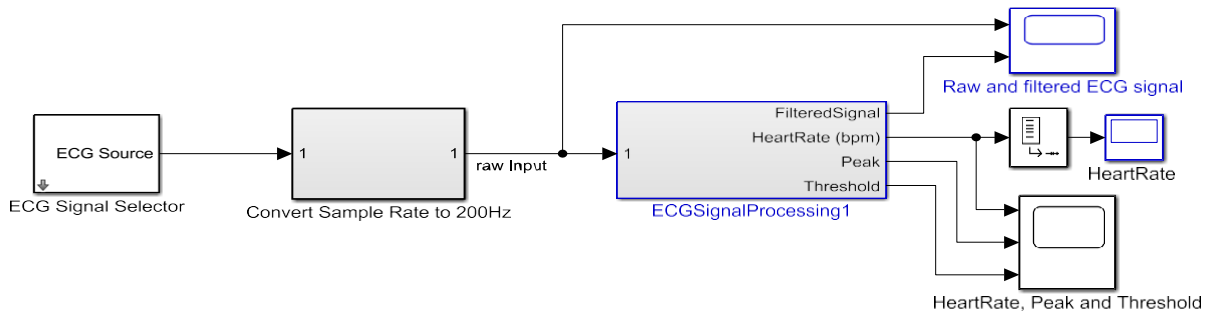 ECG Source
ECG Signal Selector
1
1
Convert Sample Rate to 200Hz
raw Input
1
FilteredSignal
HeartRate (bpm)
Peak
Threshold
ECGSignalProcessing1
Raw and filtered ECG signal
HeartRate
HeartRate, Peak and Threshold